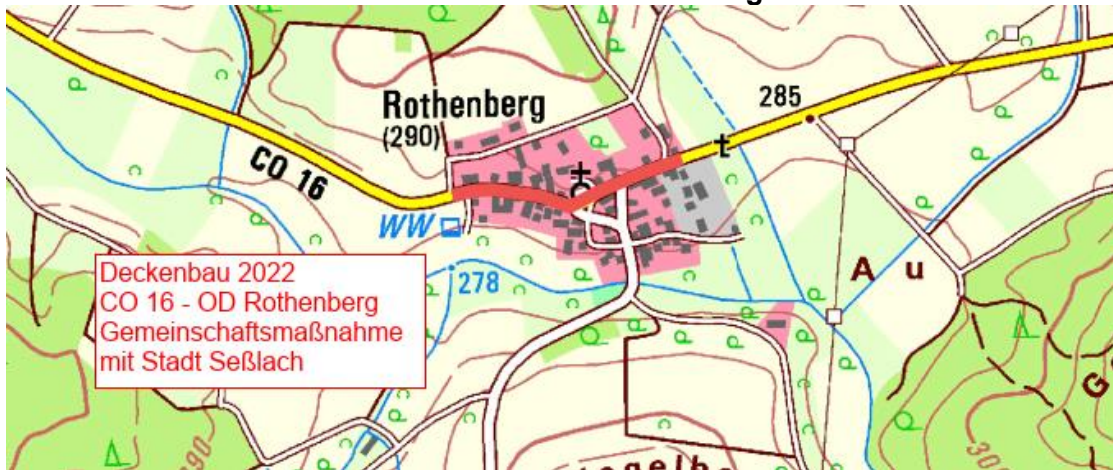 Rothenberg
(290)
285
CO 16
WW
278
A u
Deckenbau 2022
CO 16 - OD Rothenberg
Gemeinschaftsmaßnahme
mit Stadt Seßlach